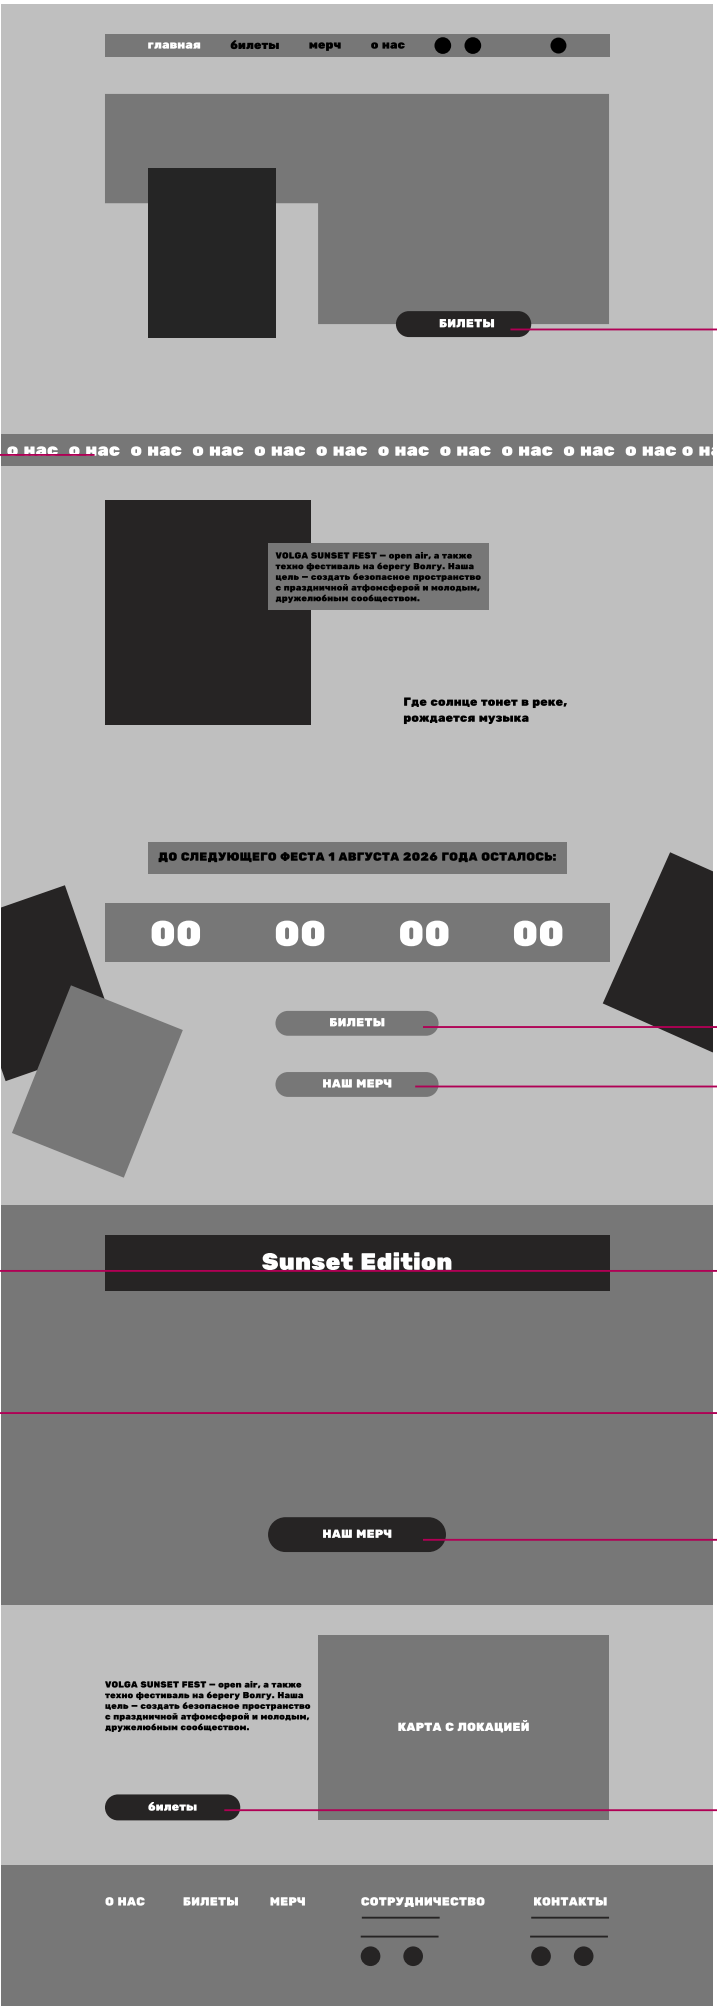 главная билеты мерч о нас
БИЛЕТЫ
о нас о нас о нас о нас о нас о нас о нас о нас о нас о нас о нас о на
VOLGA SUNSET FEST — open air, а также
техно фестиваль на берегу Волгу. Наша
цель — создать безопасное пространство
с праздничной атфомсферой и молодым,
дружелюбным сообществом.
Где солнце тонет в реке,
рождается музыка
ДО СЛЕДУЮЩЕГО ФЕСТА 1 АВГУСТА 2026 ГОДА ОСТАЛОСЬ:
00 00 00 00
БИЛЕТЫ
НАШ МЕРЧ
Sunset Edition
НАШ МЕРЧ
VOLGA SUNSET FEST — open air, а также
техно фестиваль на берегу Волгу. Наша
цель — создать безопасное пространство
с праздничной атфомсферой и молодым,
дружелюбным сообществом.
КАРТА С ЛОКАЦИЕЙ
билеты
О НАС БИЛЕТЫ МЕРЧ СОТРУДНИЧЕСТВО КОНТАКТЫ